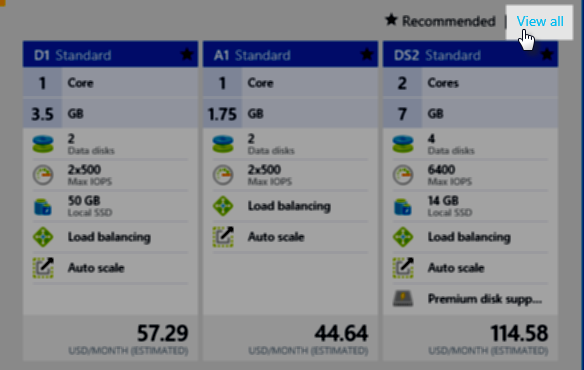 ★ Recommended | View all
D1 Standard
1 Core
3.5 GB
2
Data disks
2x500
Max IOPS
50 GB
Local SSD
Load balancing
Auto scale
57.29
USD/MONTH (ESTIMATED)
A1 Standard
1 Core
1.75 GB
2
Data disks
2x500
Max IOPS
Load balancing
Auto scale
44.64
USD/MONTH (ESTIMATED)
DS2 Standard
2 Cores
7 GB
4
Data disks
6400
Max IOPS
14 GB
Local SSD
Load balancing
Auto scale
Premium disk supp...
114.58
USD/MONTH (ESTIMATED)